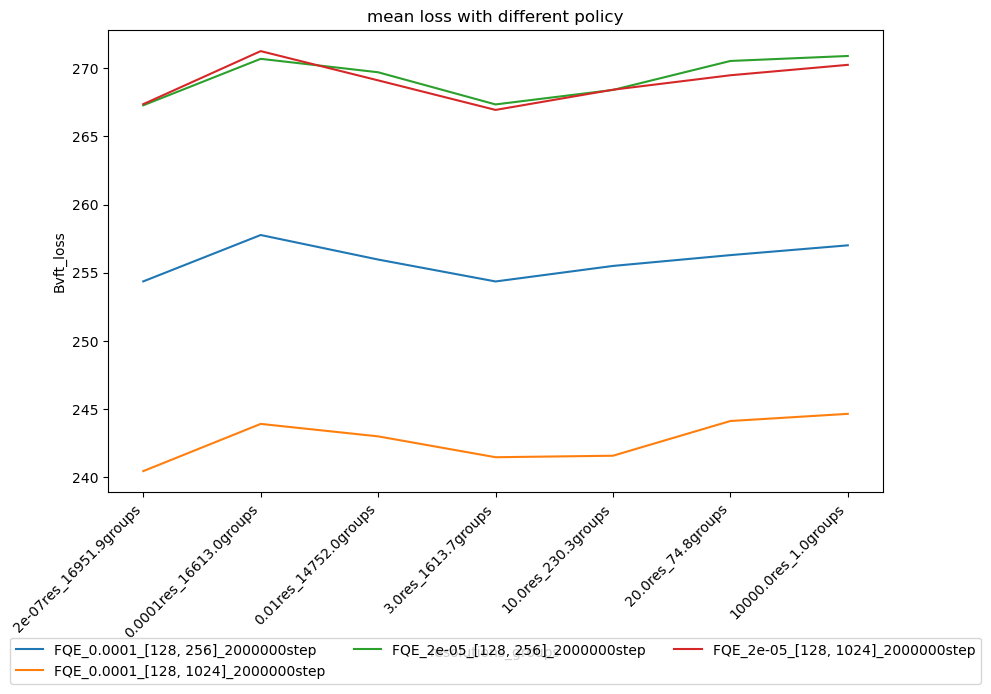 mean loss with different policy
Bvft_loss
270
265
260
255
250
245
240
2e-07res_16951.9groups
0.0001res_16613.0groups
0.01res_14752.0groups
3.0res_1613.7groups
10.0res_230.3groups
20.0res_74.8groups
10000.0res_1.0groups
FQE_0.0001_[128, 256]_2000000step
FQE_0.0001_[128, 1024]_2000000step
FQE_2e-05_[128, 256]_2000000step
FQE_2e-05_[128, 1024]_2000000step